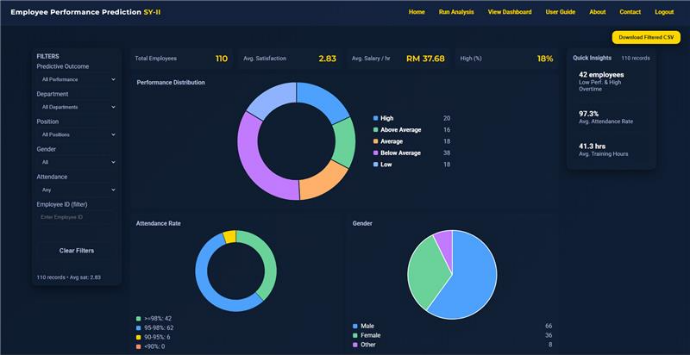 Employee Performance Prediction SY-II
Home Run Analysis View Dashboard User Guide About Contact Logout
Download Filtered CSV
FILTERS
Predictive Outcome
All Performance
Department
All Departments
Position
All Positions
Gender
All
Attendance
Any
Employee ID (filter)
Enter Employee ID
Clear Filters
110 records • Avg sat: 2.83
Total Employees 110
Avg. Satisfaction 2.83
Avg. Salary / hr RM 37.68
High (%) 18%
Performance Distribution
High 20
Above Average 16
Average 18
Below Average 38
Low 18
Attendance Rate
>=98%: 42
95-98%: 62
90-95%: 6
<90%: 0
Gender
Male 66
Female 36
Other 8
Quick Insights 110 records
42 employees
Low Perf. & High
Overtime
97.3%
Avg. Attendance Rate
41.3 hrs
Avg. Training Hours